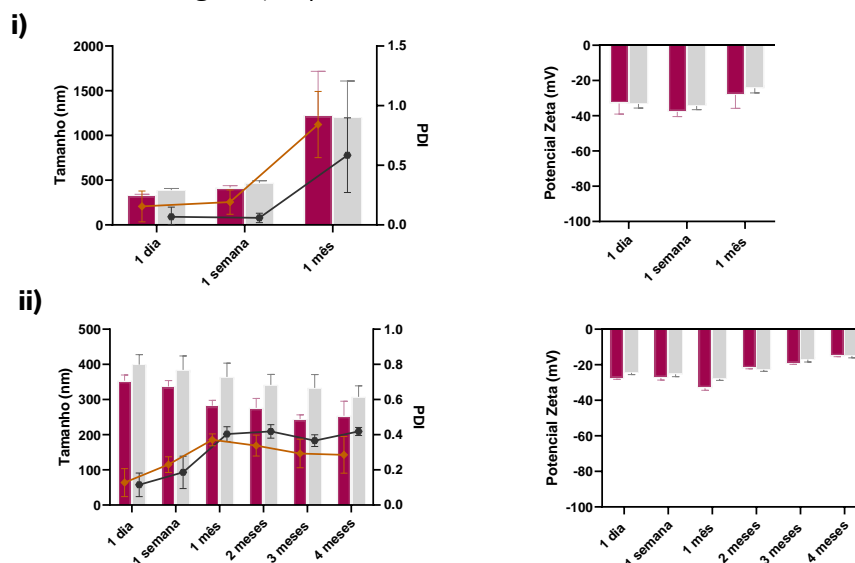 i)
2000
1500
1000
500
0
Tamanho (nm)
1.5
1.0
0.5
0.0
PDI
1 dia
1 semana
1 mês
0
-20
-40
-60
-80
-100
Potencial Zeta (mV)
1 dia
1 semana
1 mês
ii)
500
400
300
200
100
0
Tamanho (nm)
1.0
0.8
0.6
0.4
0.2
0.0
PDI
1 dia
1 semana
1 mês
2 meses
3 meses
4 meses
0
-20
-40
-60
-80
-100
Potencial Zeta (mV)
1 dia
1 semana
1 mês
2 meses
3 meses
4 meses